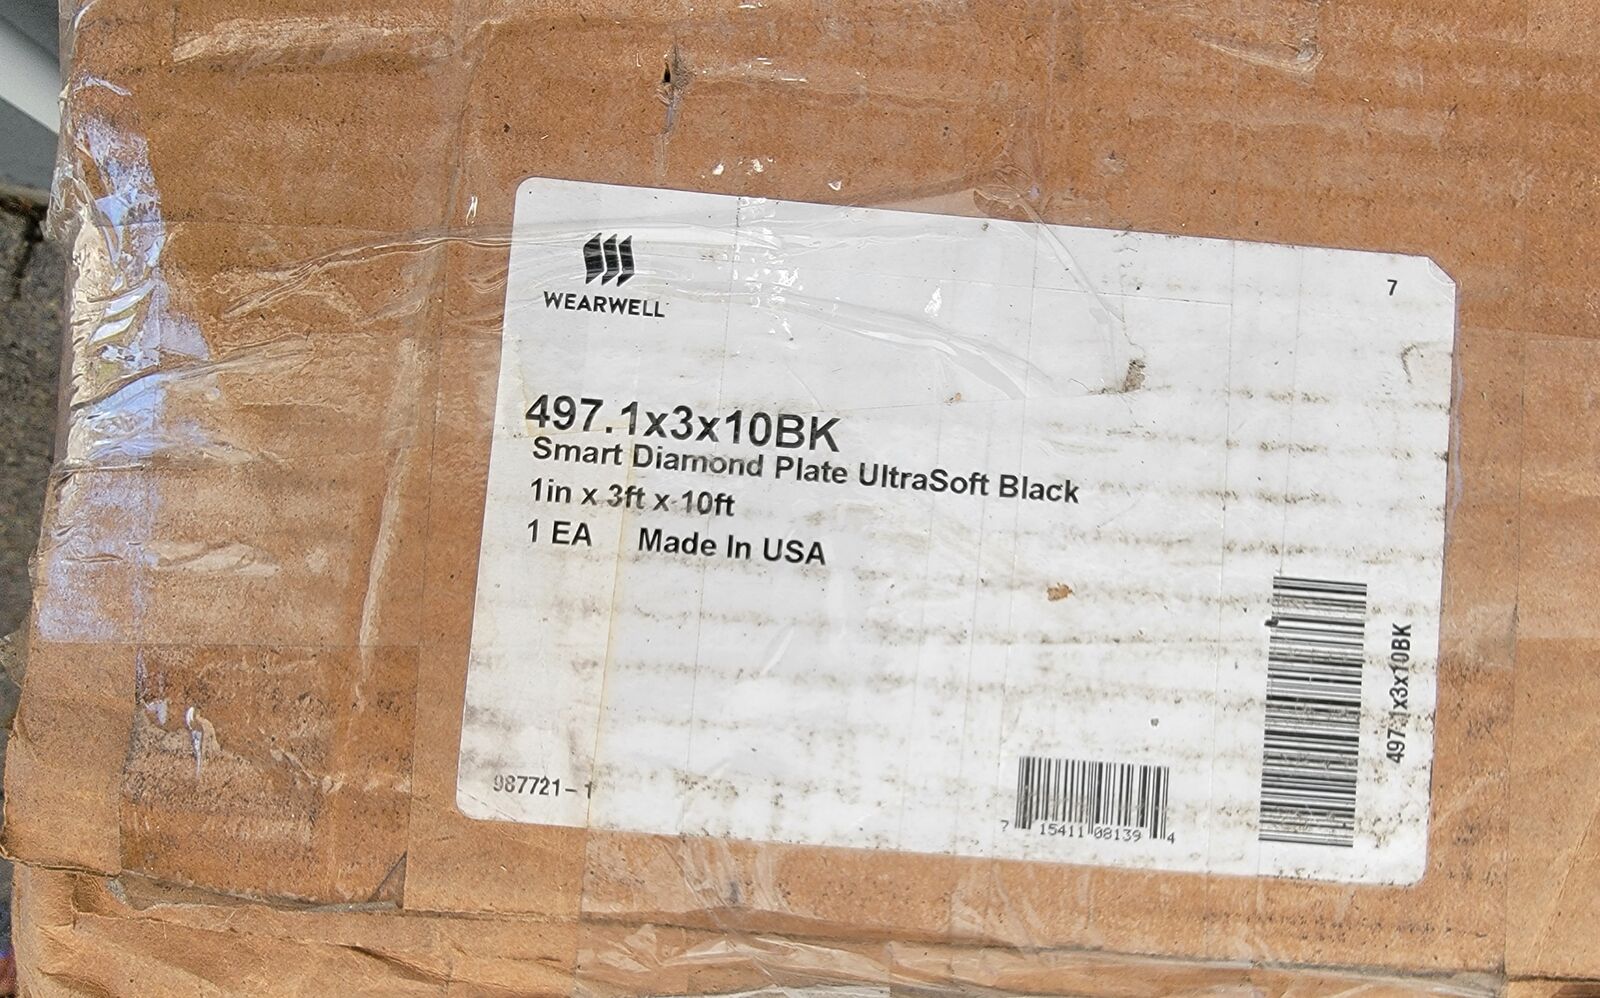 7
WEARWELL
497.1x3x10BK
Smart Diamond Plate UltraSoft Black
1in x 3ft x 10ft
1 EA Made In USA
497.1x3x10BK
987721-1
7 15411 08139 4